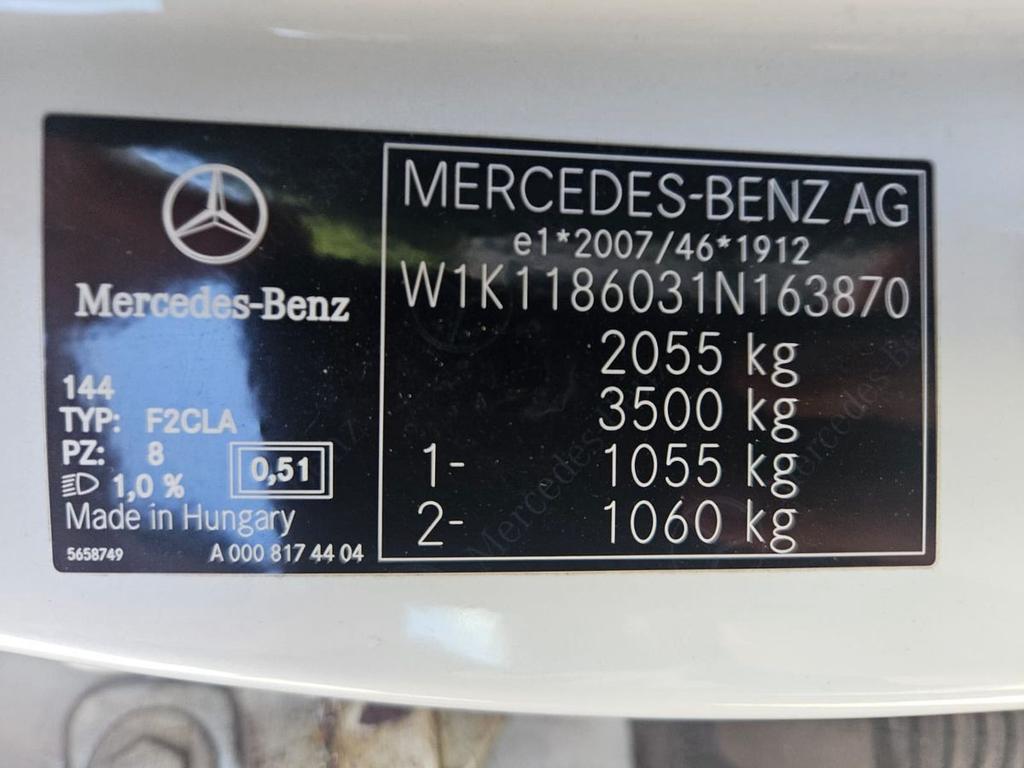 Mercedes-Benz
144
TYP: F2CLA
PZ: 8
1,0 %
0,51
Made in Hungary
5658749 A 000 817 44 04
MERCEDES-BENZ AG
e1*2007/46*1912
W1K1186031N163870
2055 kg
3500 kg
1- 1055 kg
2- 1060 kg